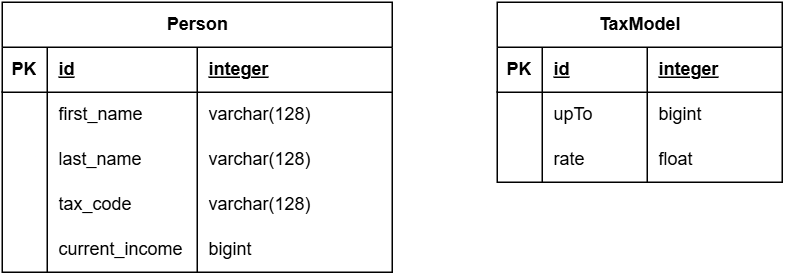 Person
PK id integer
first_name varchar(128)
last_name varchar(128)
tax_code varchar(128)
current_income bigint
TaxModel
PK id integer
upTo bigint
rate float